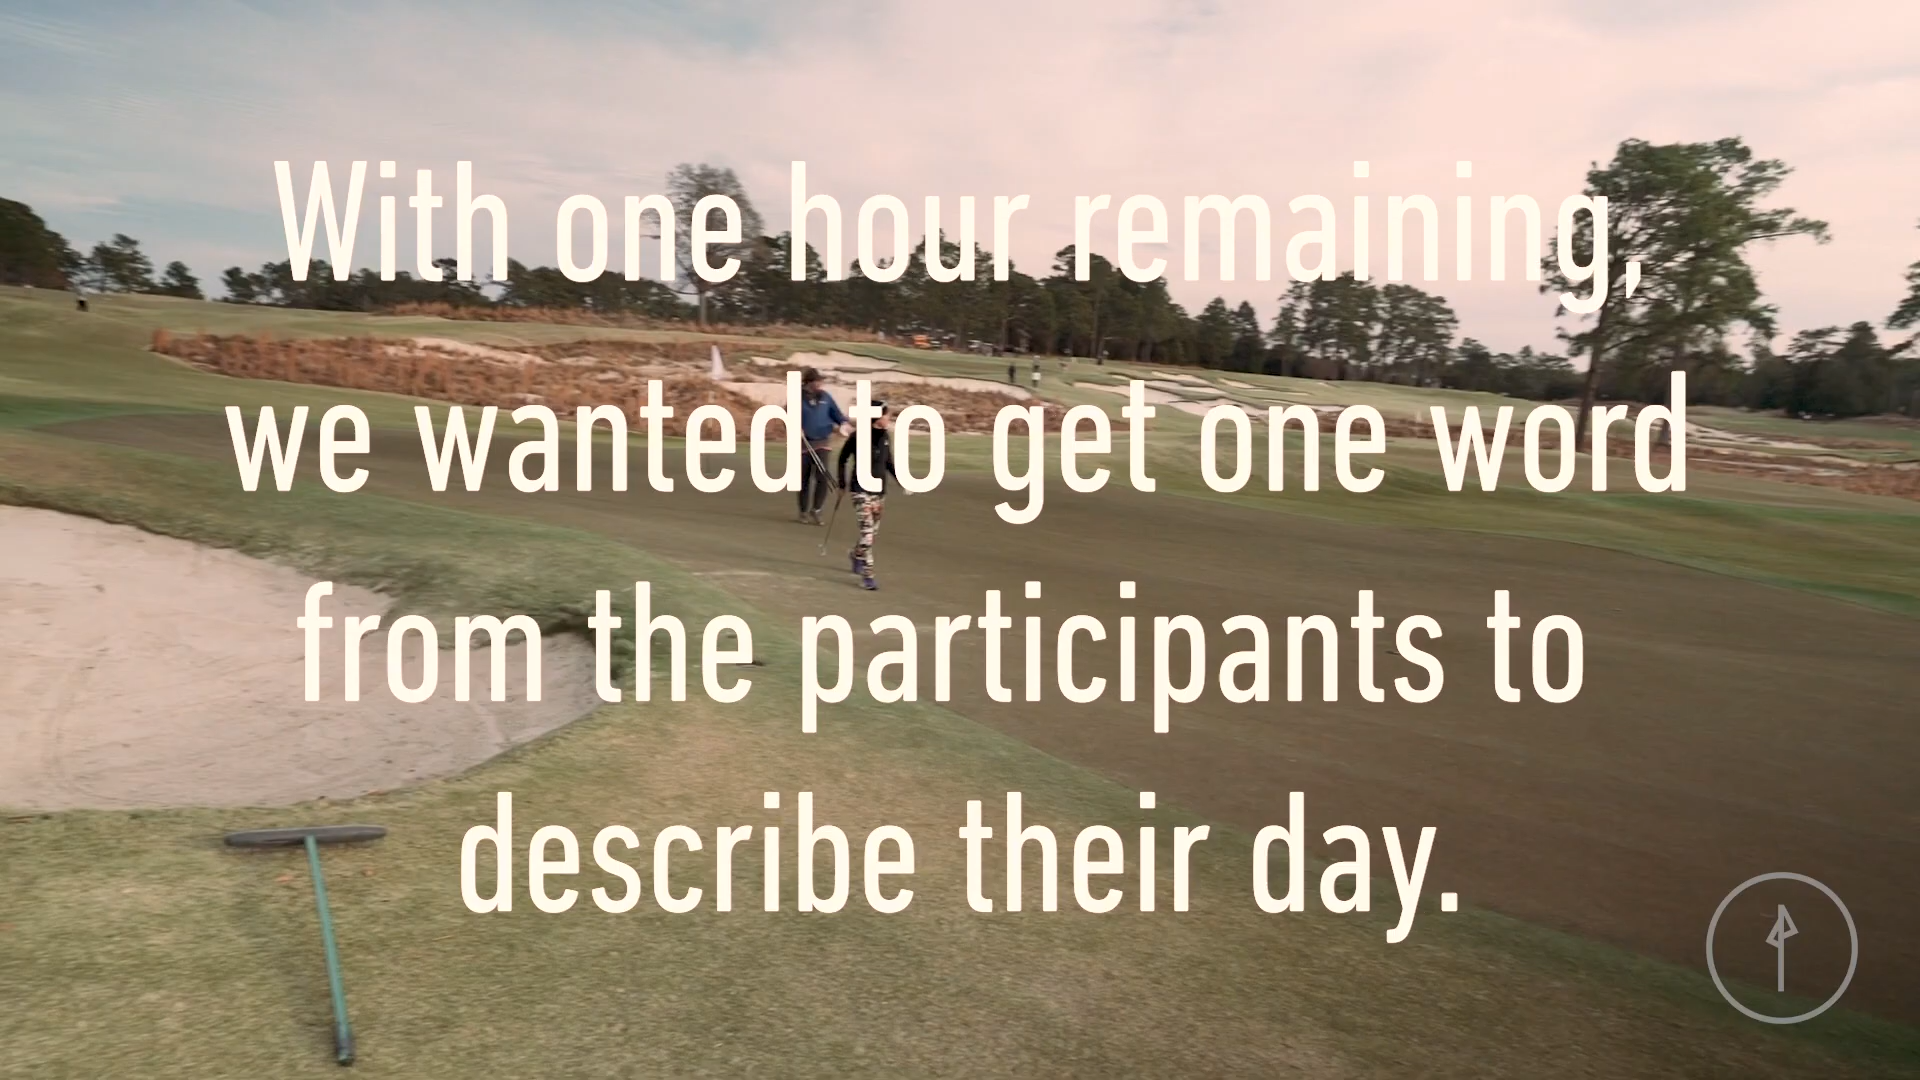 With one hour remaining,
we wanted to get one word
from the participants to
describe their day.